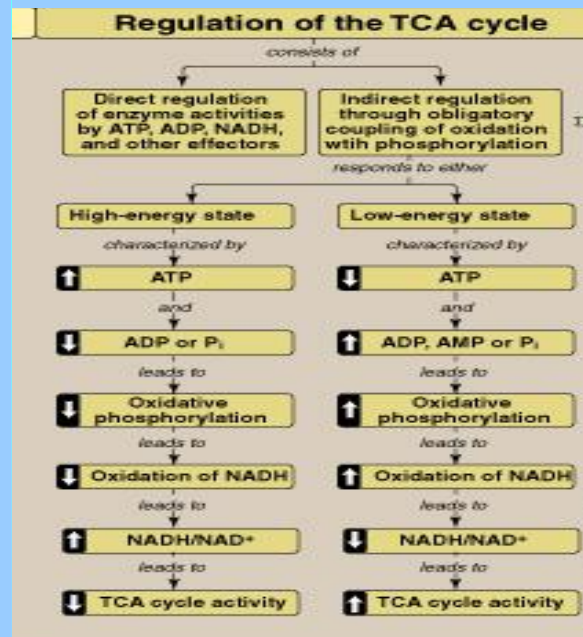 Regulation of the TCA cycle
consists of
Direct regulation
of enzyme activities
by ATP, ADP, NADH,
and other effectors
Indirect regulation
through obligatory
coupling of oxidation
wtih phosphorylation
responds to either
High-energy state
characterized by
ATP
and
ADP or Pi
leads to
Oxidative
phosphorylation
leads to
Oxidation of NADH
leads to
NADH/NAD+
leads to
TCA cycle activity
Low-energy state
characterized by
ATP
and
ADP, AMP or Pi
leads to
Oxidative
phosphorylation
leads to
Oxidation of NADH
leads to
NADH/NAD+
leads to
TCA cycle activity